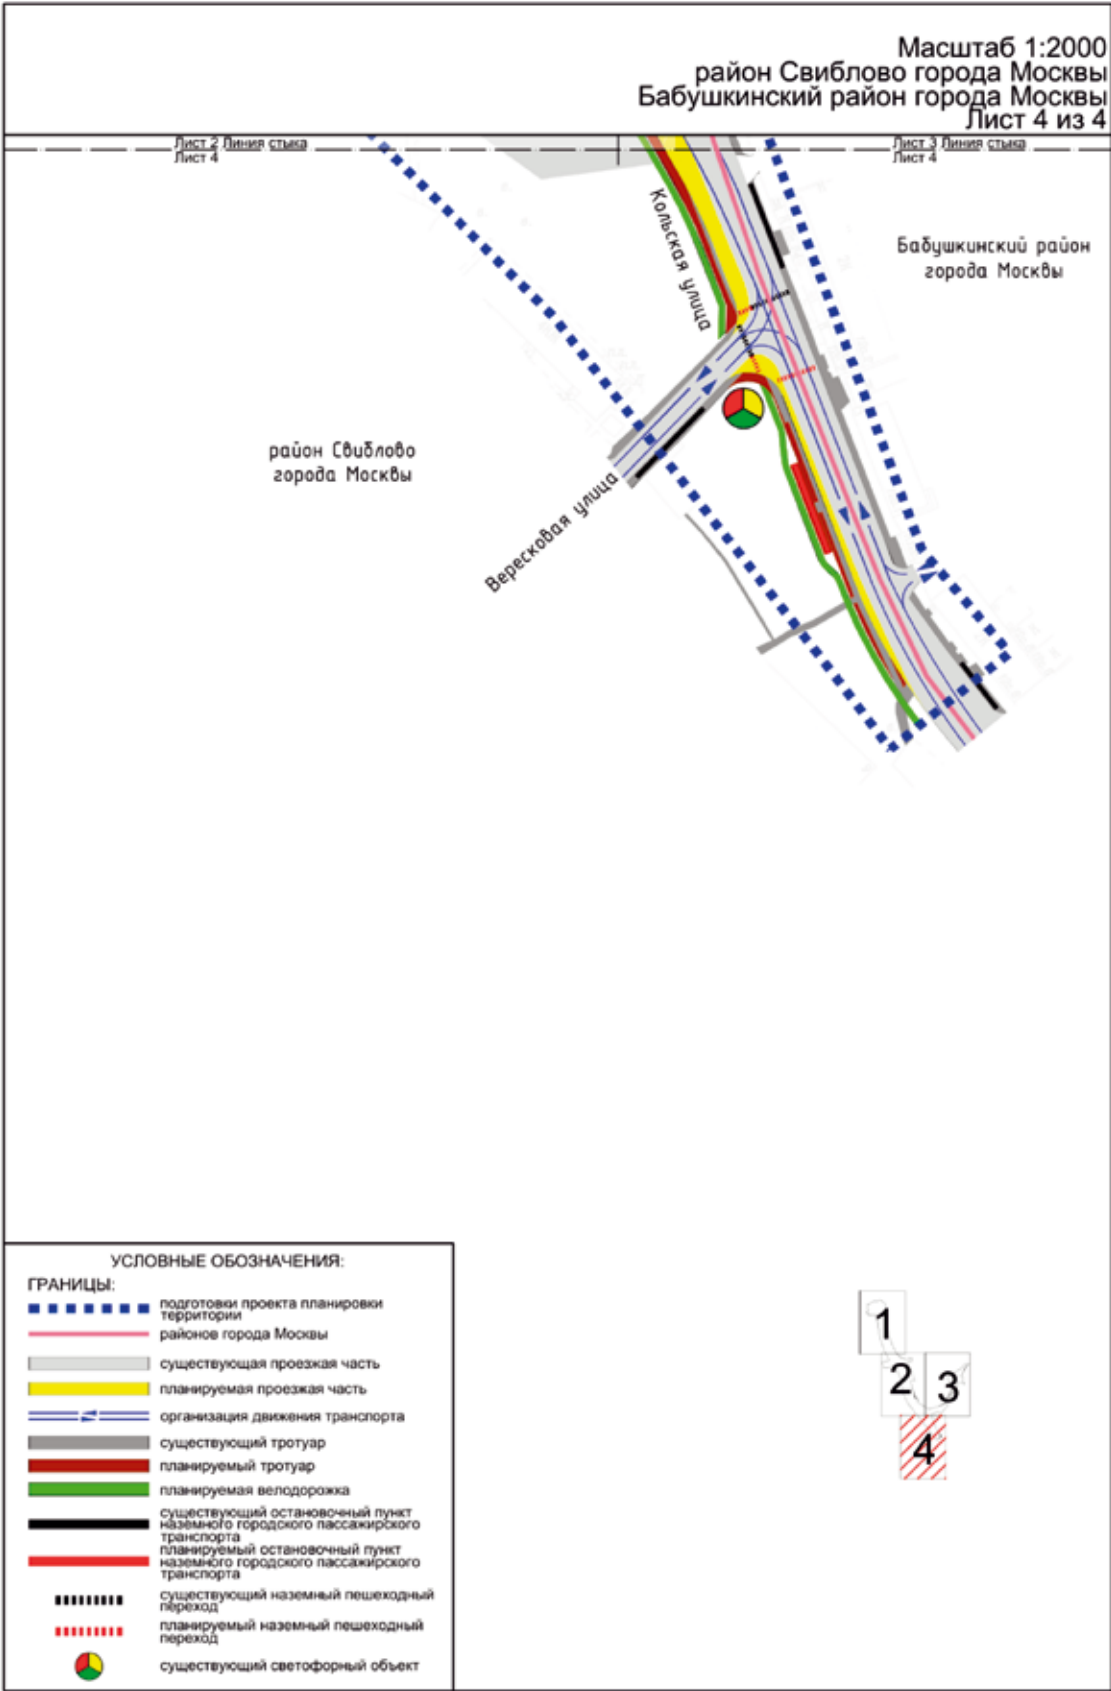 Масштаб 1:2000
район Свиблово города Москвы
Бабушкинский район города Москвы
Лист 4 из 4
Лист 2 Линия стыка
Лист 4
Лист 3 Линия стыка
Лист 4
Кольская улица
Бабушкинский район
города Москвы
район Свиблово
города Москвы
Вересковая улица
УСЛОВНЫЕ ОБОЗНАЧЕНИЯ:
ГРАНИЦЫ:
подготовки проекта планировки
территории
районов города Москвы
существующая проезжая часть
планируемая проезжая часть
организация движения транспорта
существующий тротуар
планируемый тротуар
планируемая велодорожка
существующий остановочный пункт
наземного городского пассажирского
транспорта
планируемый остановочный пункт
наземного городского пассажирского
транспорта
существующий наземный пешеходный
переход
планируемый наземный пешеходный
переход
существующий светофорный объект
1
2
3
4